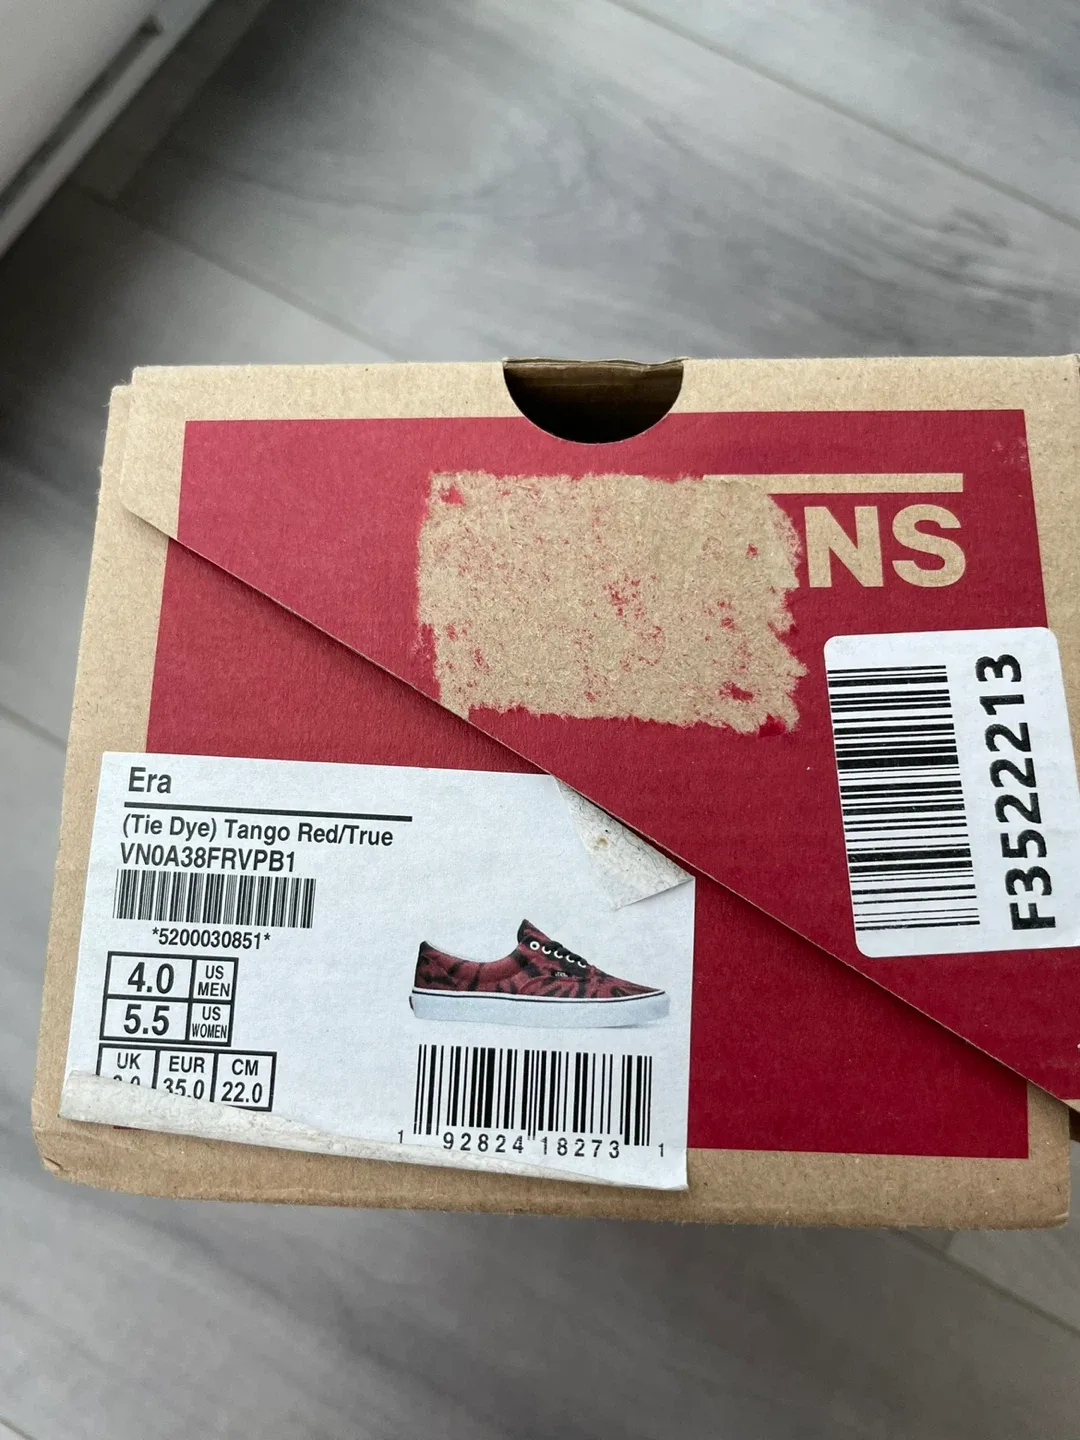 NS
F3522213
Era
(Tie Dye) Tango Red/True
VN0A38FRVPB1
*5200030851*
4.0 US MEN
5.5 US WOMEN
UK EUR CM
35.0 22.0
1 92824 18273 1